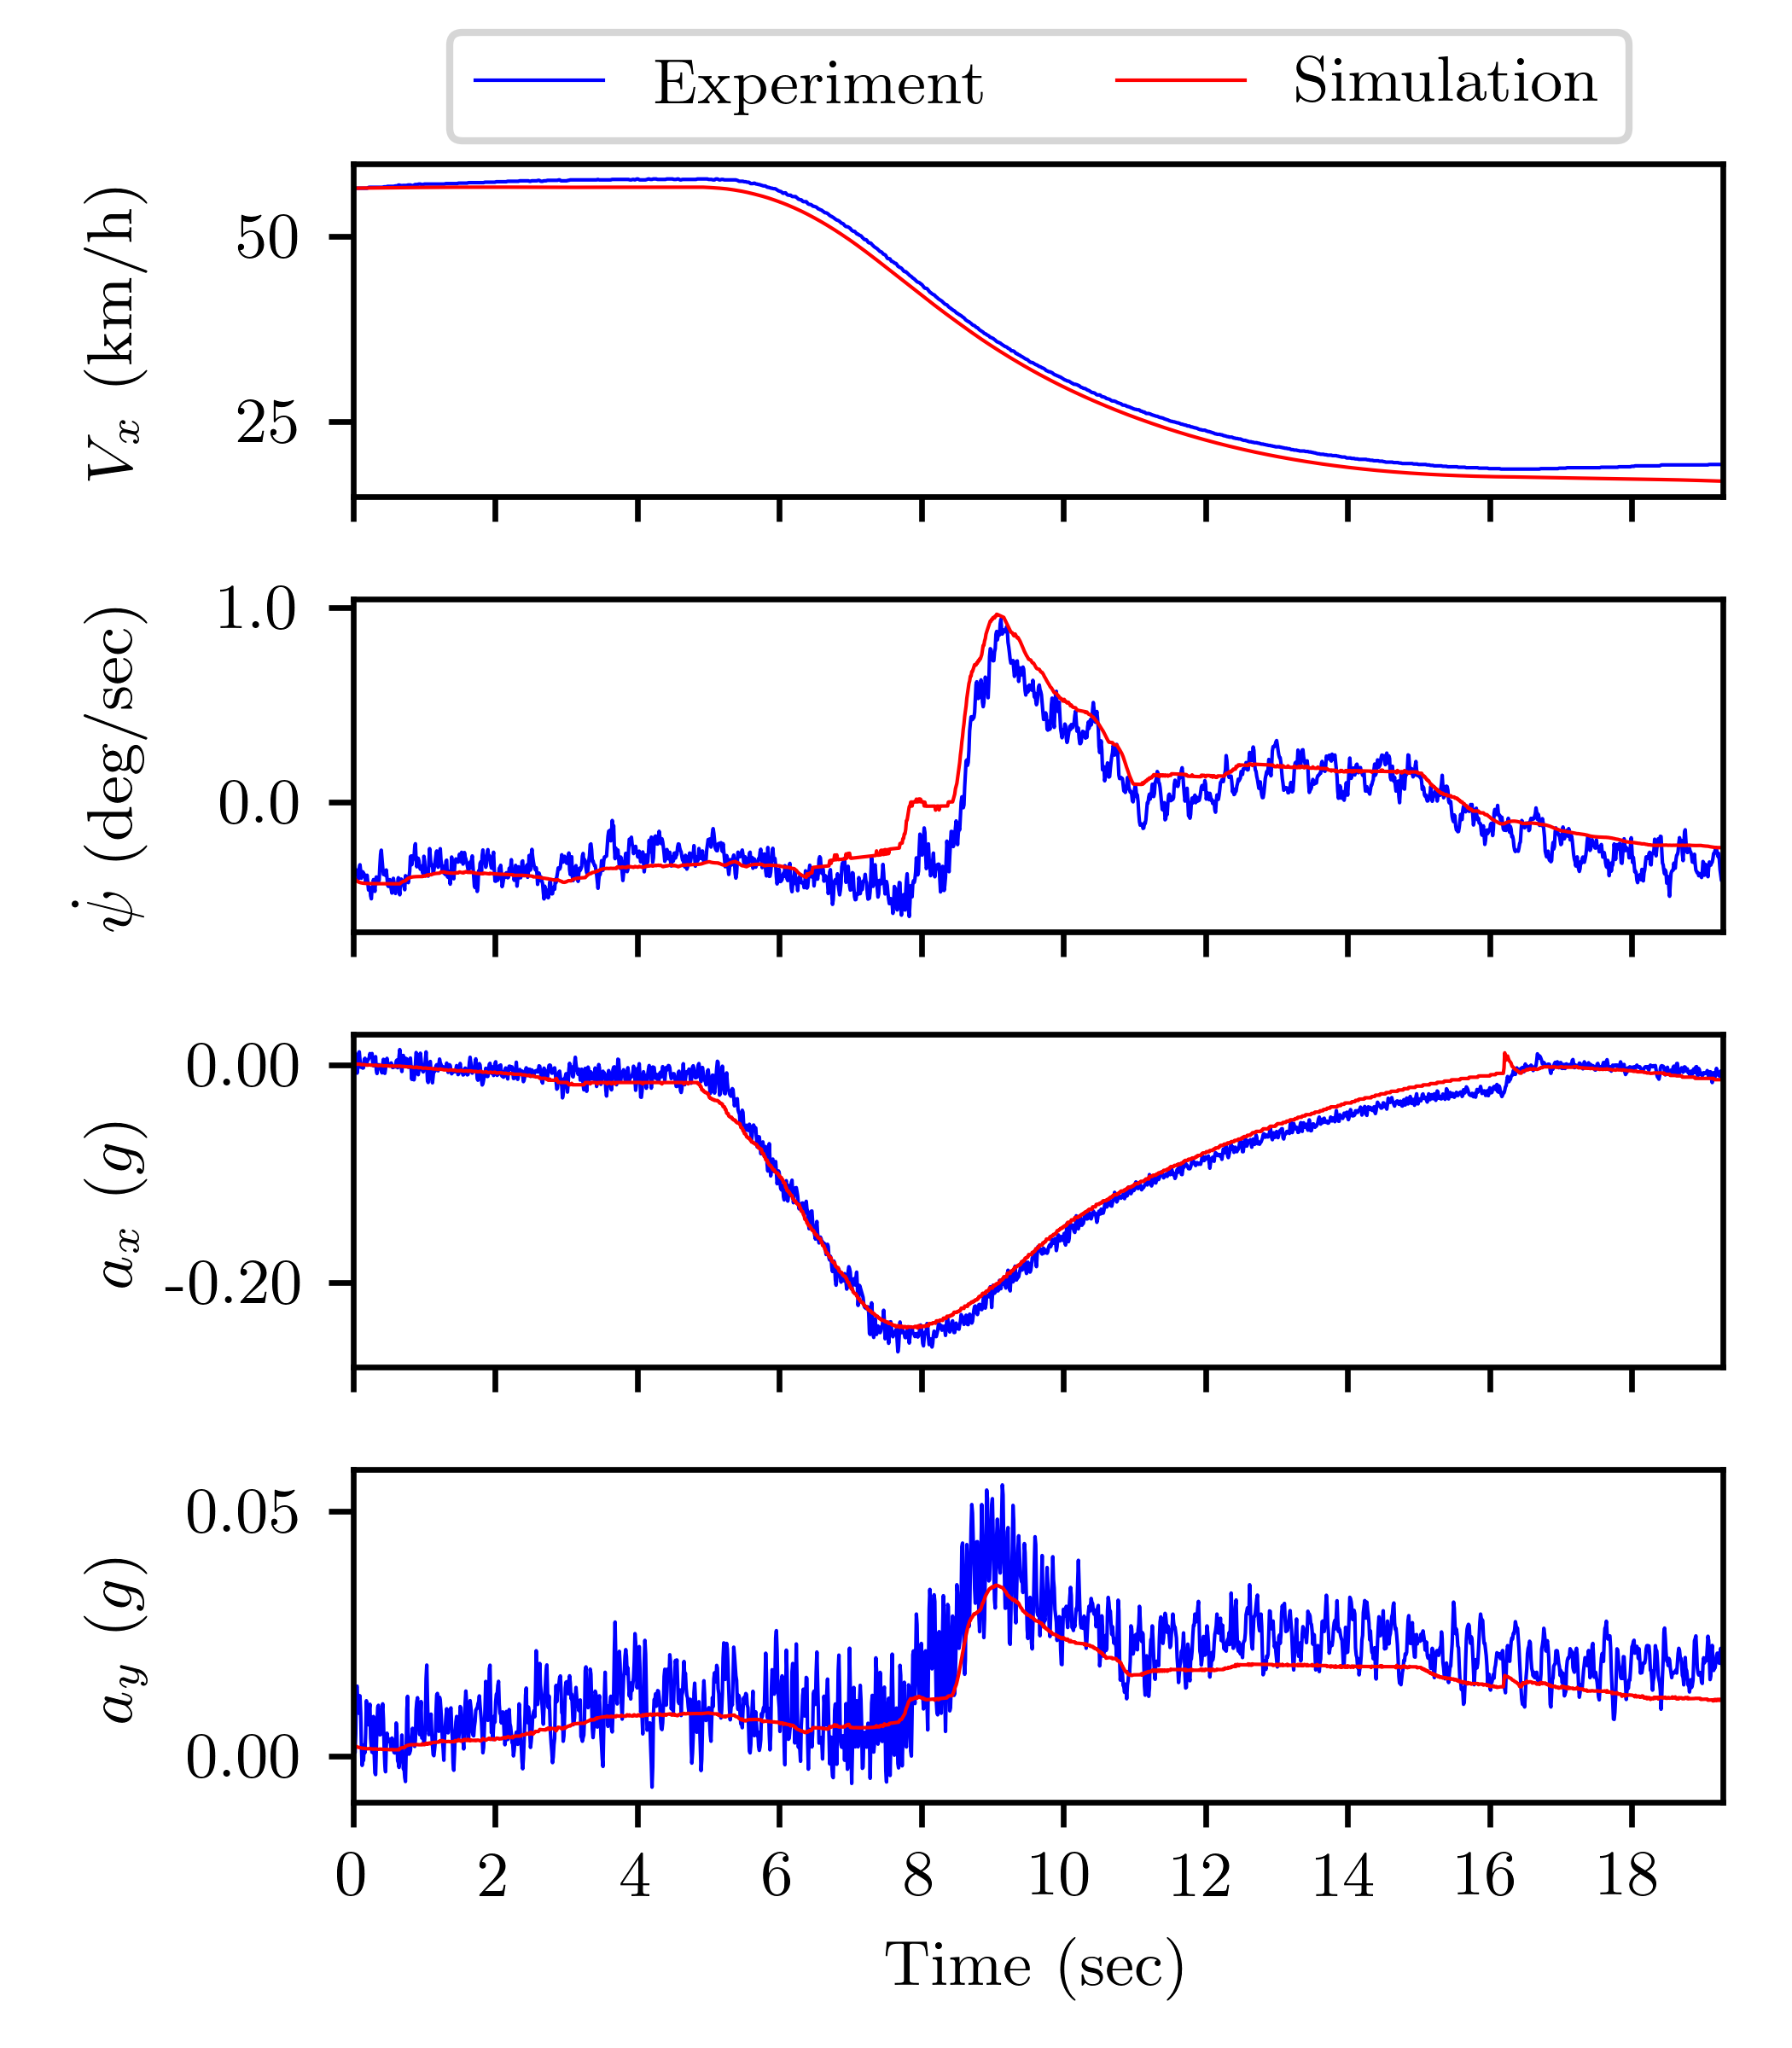 Experiment Simulation
V_x (km/h)
50
25
ψ̇ (deg/sec)
1.0
0.0
a_x (g)
0.00
-0.20
a_y (g)
0.05
0.00
0 2 4 6 8 10 12 14 16 18
Time (sec)